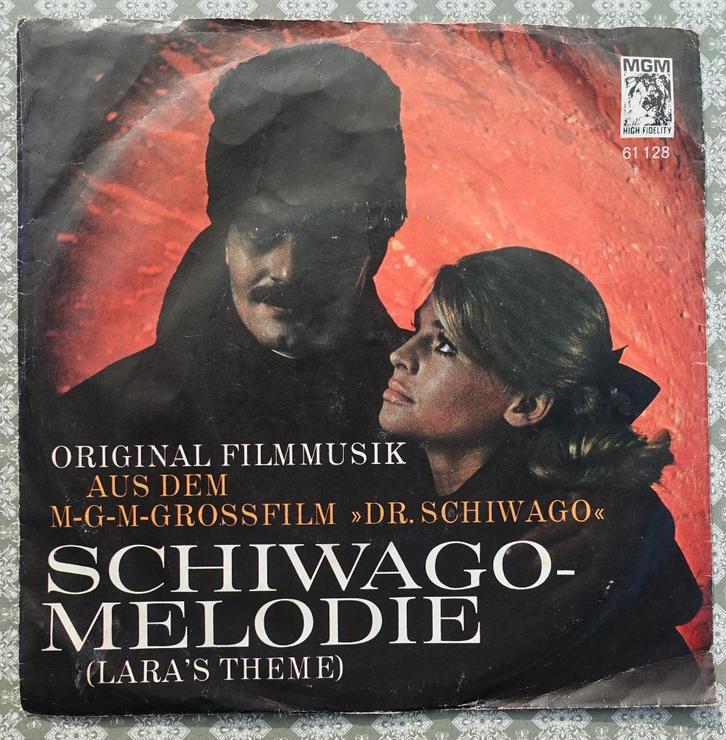 MGM
HIGH FIDELITY
61 128
ORIGINAL FILMMUSIK
AUS DEM
M-G-M-GROSSFILM »DR. SCHIWAGO«
SCHIWAGO-
MELODIE
(LARA'S THEME)